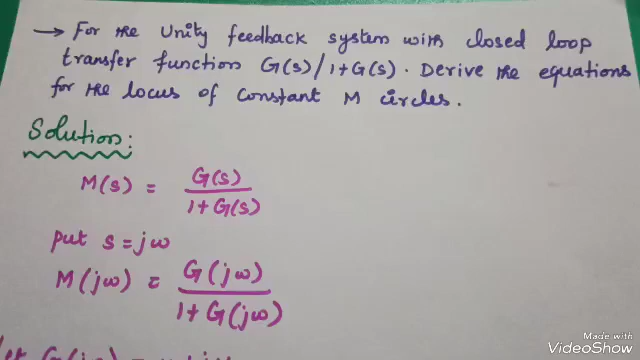 → For the Unity feedback system with closed loop
transfer function G(s)/1+G(s). Derive the equations
for the locus of constant M circles.
Solution:
M(s) = G(s) / 1+G(s)
put s=jω
M(jω) = G(jω) / 1+G(jω)
Made with
VideoShow